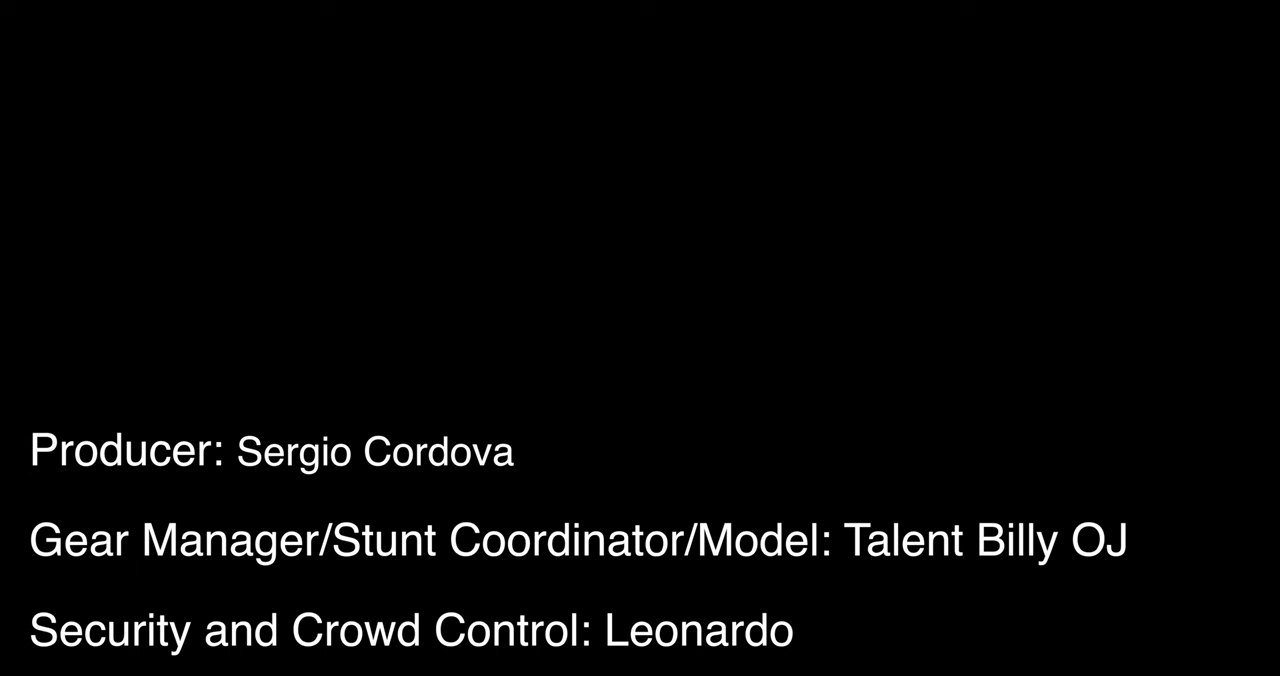 Producer: Sergio Cordova
Gear Manager/Stunt Coordinator/Model: Talent Billy OJ
Security and Crowd Control: Leonardo